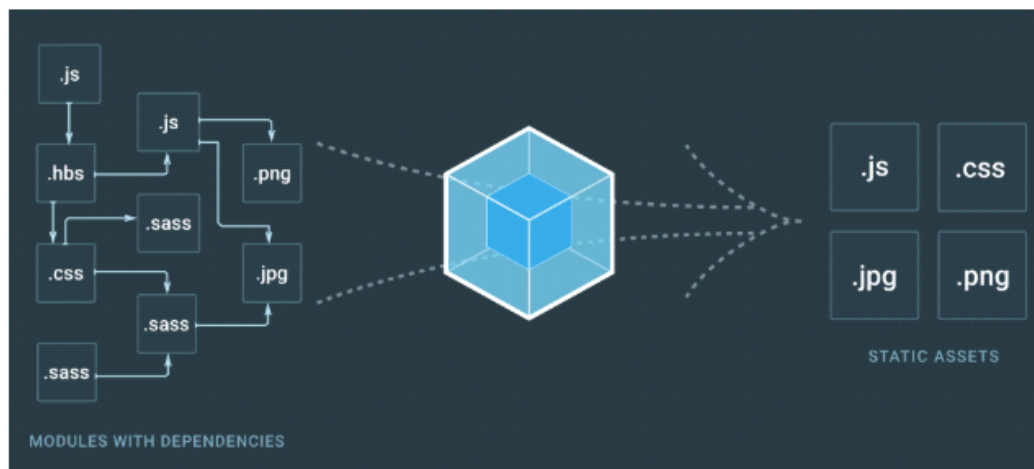 .js
.js
.hbs
.png
.sass
.css
.jpg
.sass
.sass
MODULES WITH DEPENDENCIES
.js
.css
.jpg
.png
STATIC ASSETS